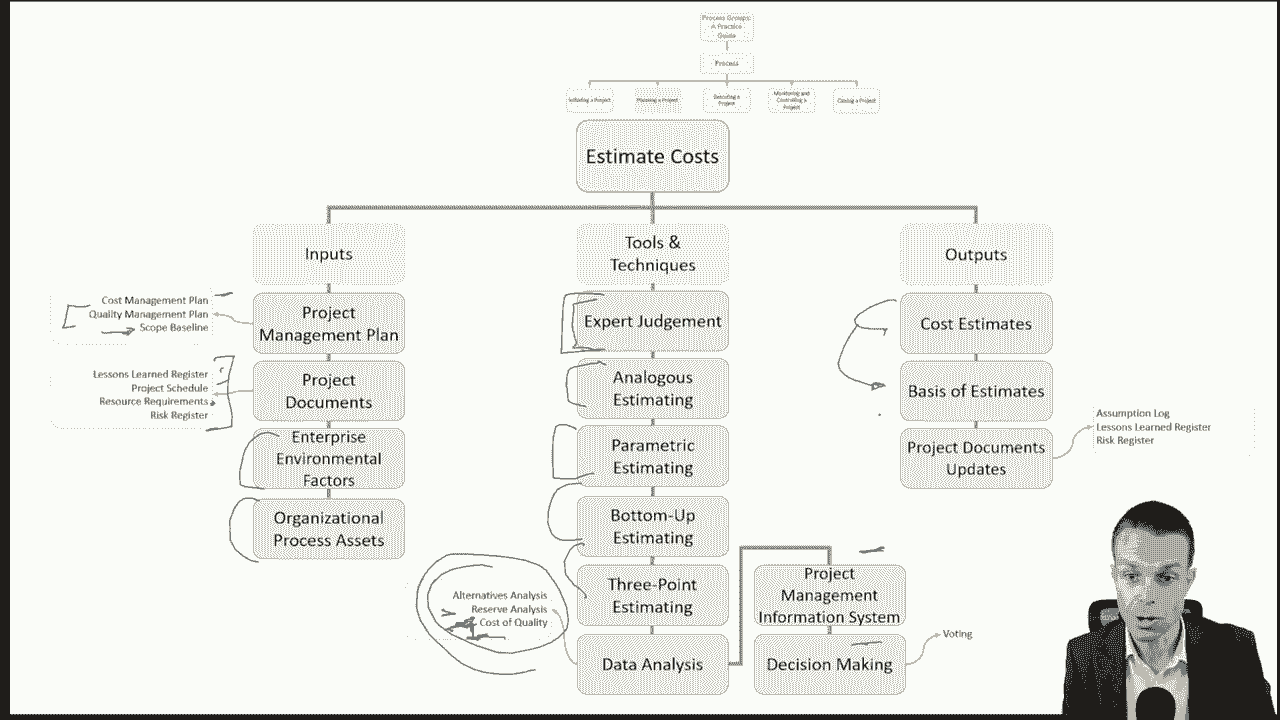 Process Groups:
A Practice
Guide
Process
Initiating a Project
Planning a Project
Executing a
Project
Monitoring and
Controlling a
Project
Closing a Project
Estimate Costs
Inputs
Project
Management Plan
Cost Management Plan
Quality Management Plan
Scope Baseline
Project
Documents
Lessons Learned Register
Project Schedule
Resource Requirements
Risk Register
Enterprise
Environmental
Factors
Organizational
Process Assets
Tools &
Techniques
Expert Judgement
Analogous
Estimating
Parametric
Estimating
Bottom-Up
Estimating
Three-Point
Estimating
Data Analysis
Alternatives Analysis
Reserve Analysis
Cost of Quality
Project
Management
Information System
Decision Making
Voting
Outputs
Cost Estimates
Basis of Estimates
Project Documents
Updates
Assumption Log
Lessons Learned Register
Risk Register